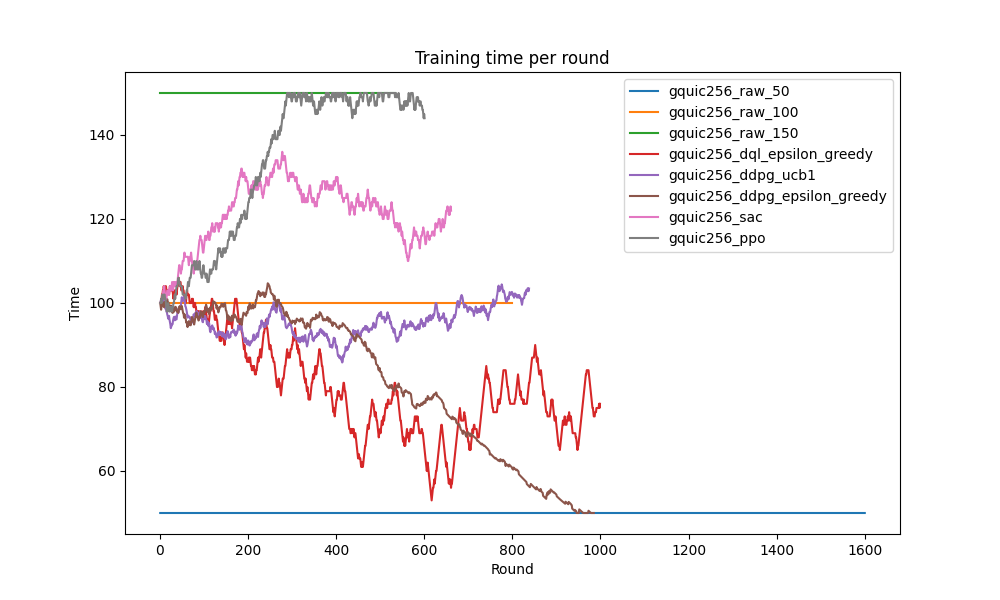 Training time per round
gquic256_raw_50
gquic256_raw_100
gquic256_raw_150
gquic256_dql_epsilon_greedy
gquic256_ddpg_ucb1
gquic256_ddpg_epsilon_greedy
gquic256_sac
gquic256_ppo
Time
140
120
100
80
60
0 200 400 600 800 1000 1200 1400 1600
Round